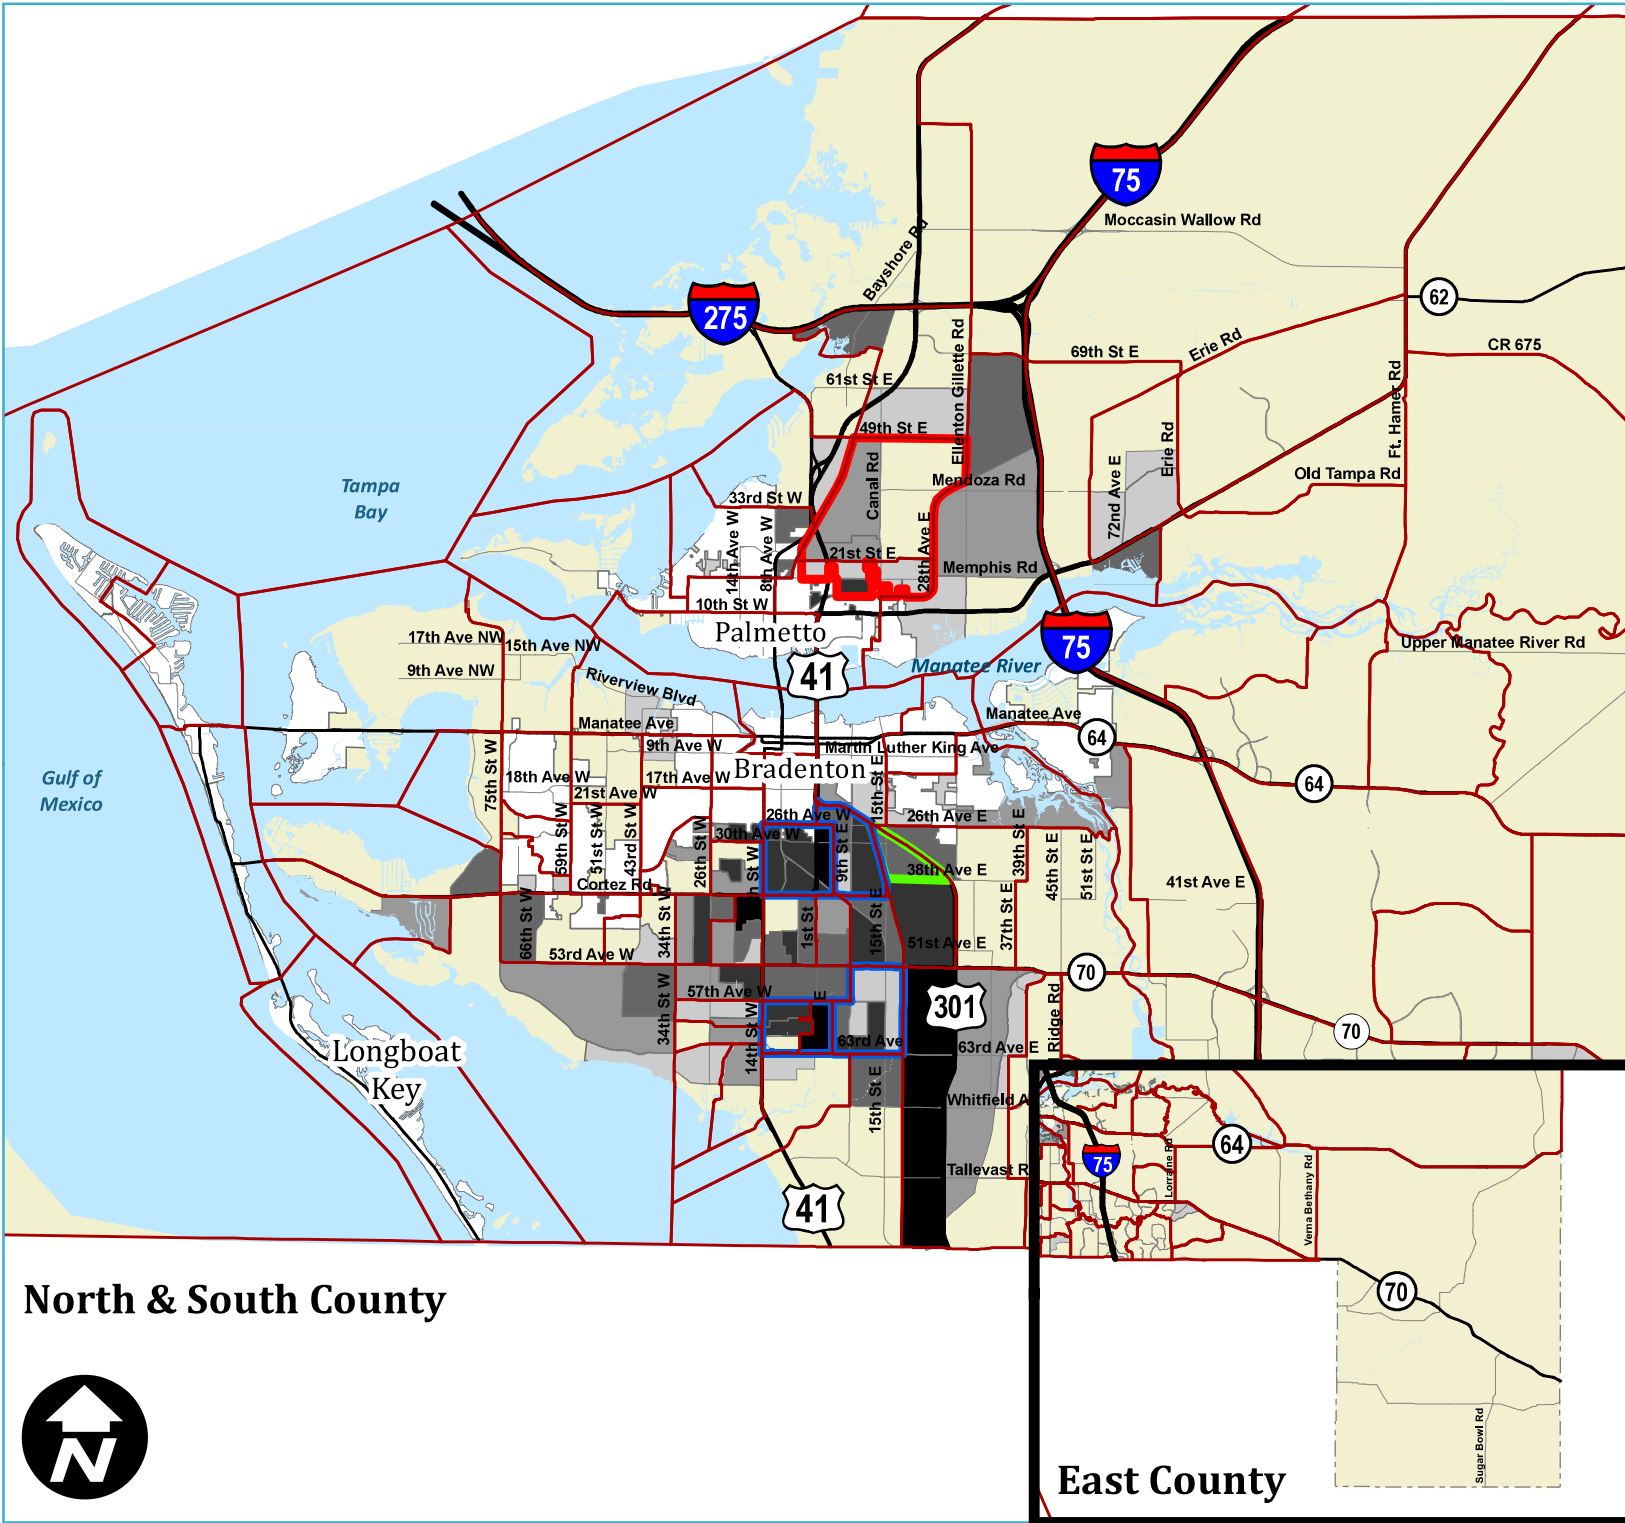 75
Moccasin Wallow Rd
Bayshore Rd
62
275
Ellenton Gillette Rd
69th St E
Erie Rd
CR 675
61st St E
Ft. Hamer Rd
49th St E
Erie Rd
Canal Rd
Mendoza Rd
Old Tampa Rd
72nd Ave E
Tampa
Bay
33rd St W
14th Ave W
8th Ave W
21st St E
28th Ave E
Memphis Rd
10th St W
Palmetto
75
17th Ave NW
15th Ave NW
Upper Manatee River Rd
9th Ave NW
Riverview Blvd
41
Manatee River
Manatee Ave
Manatee Ave
64
9th Ave W
Martin Luther King Ave
Gulf of
Mexico
75th St W
18th Ave W
17th Ave W
Bradenton
15th St E
64
21st Ave W
59th St W
51st St W
43rd St W
26th Ave W
26th Ave E
30th Ave W
26th St W
9th St E
39th St E
45th St E
51st St E
h St W
38th Ave E
Cortez Rd
41st Ave E
66th St W
34th St W
1st St
15th St E
37th St E
53rd Ave W
51st Ave E
70
57th Ave W
E
301
34th St W
14th St W
Ridge Rd
70
63rd Ave
63rd Ave E
Longboat
Key
15th St E
Whitfield A
Tallevast R
41
64
75
Lorraine Rd
Verna Bethany Rd
70
Sugar Bowl Rd
North & South County
N
East County